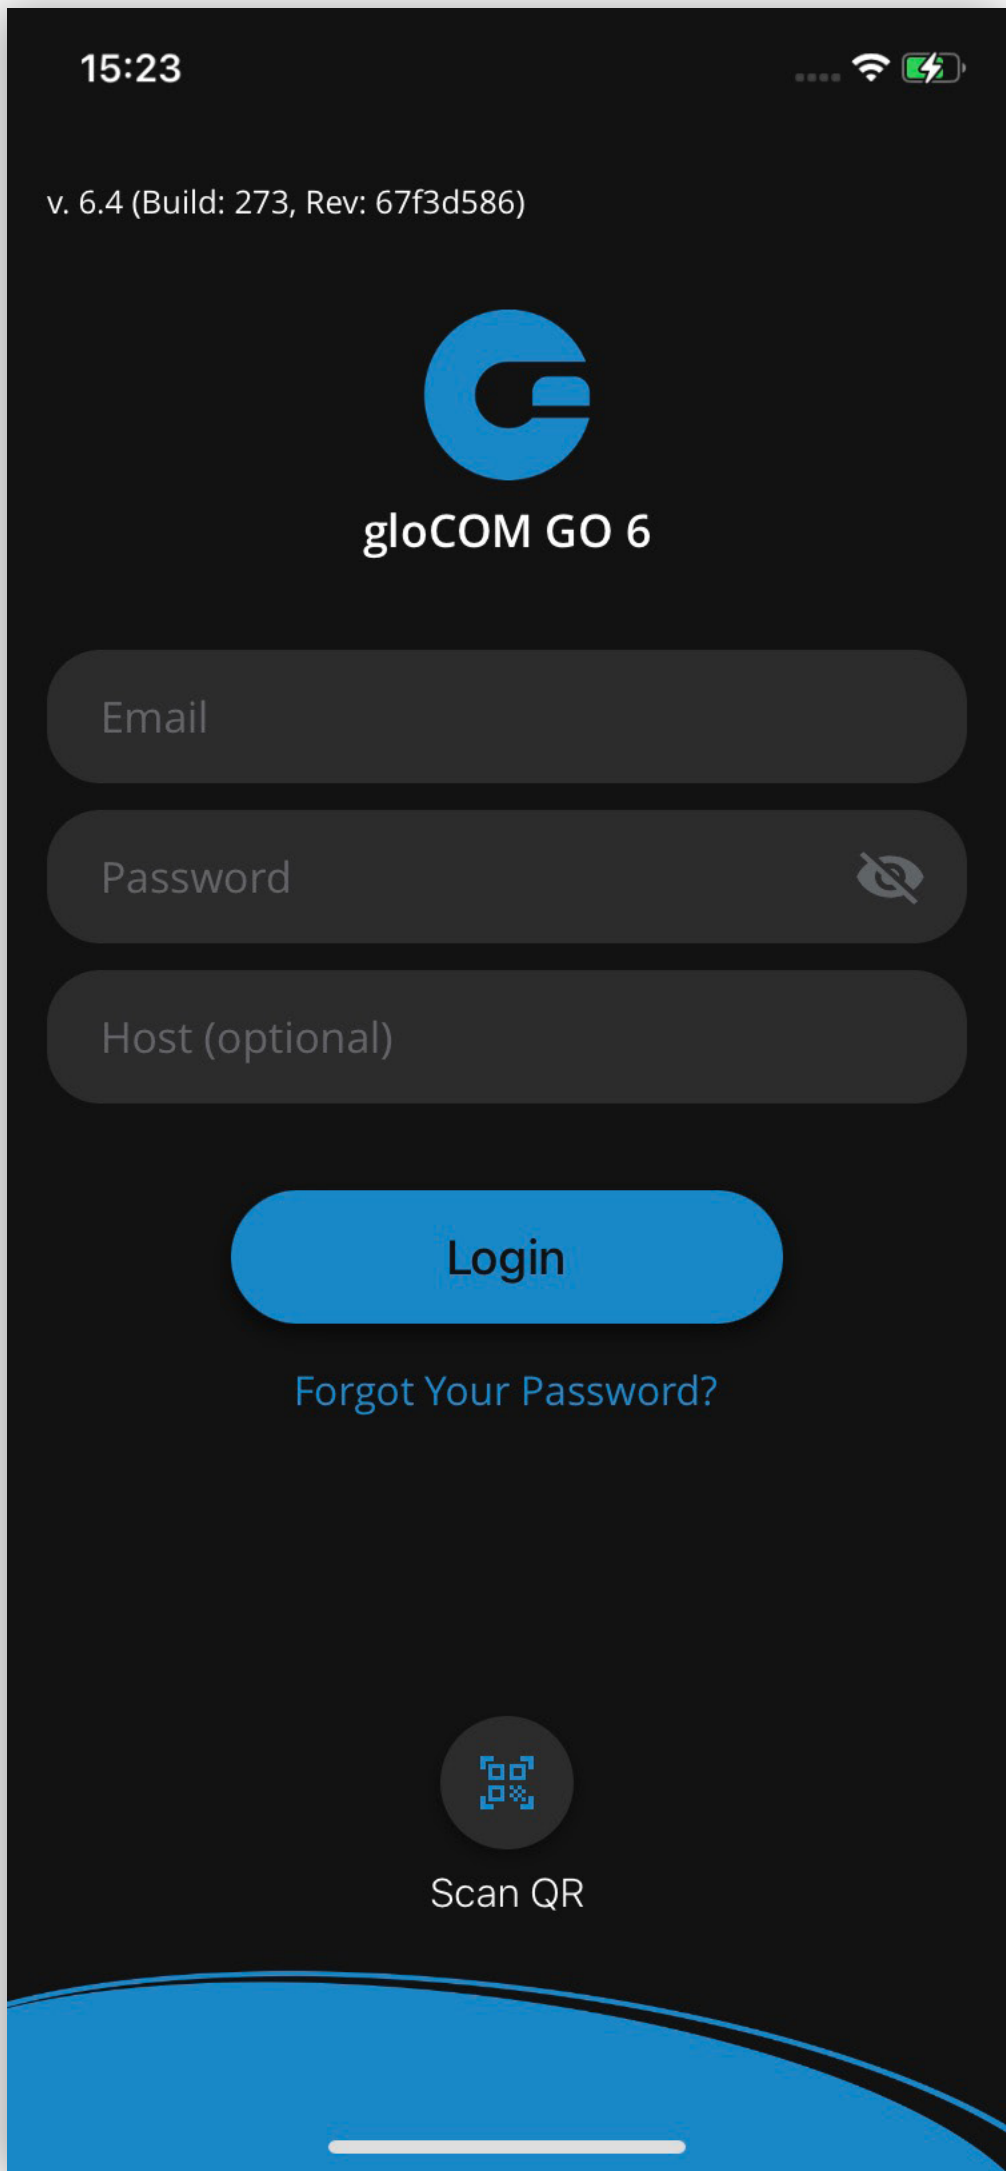 15:23
v. 6.4 (Build: 273, Rev: 67f3d586)
gloCOM GO 6
Email
Password
Host (optional)
Login
Forgot Your Password?
Scan QR